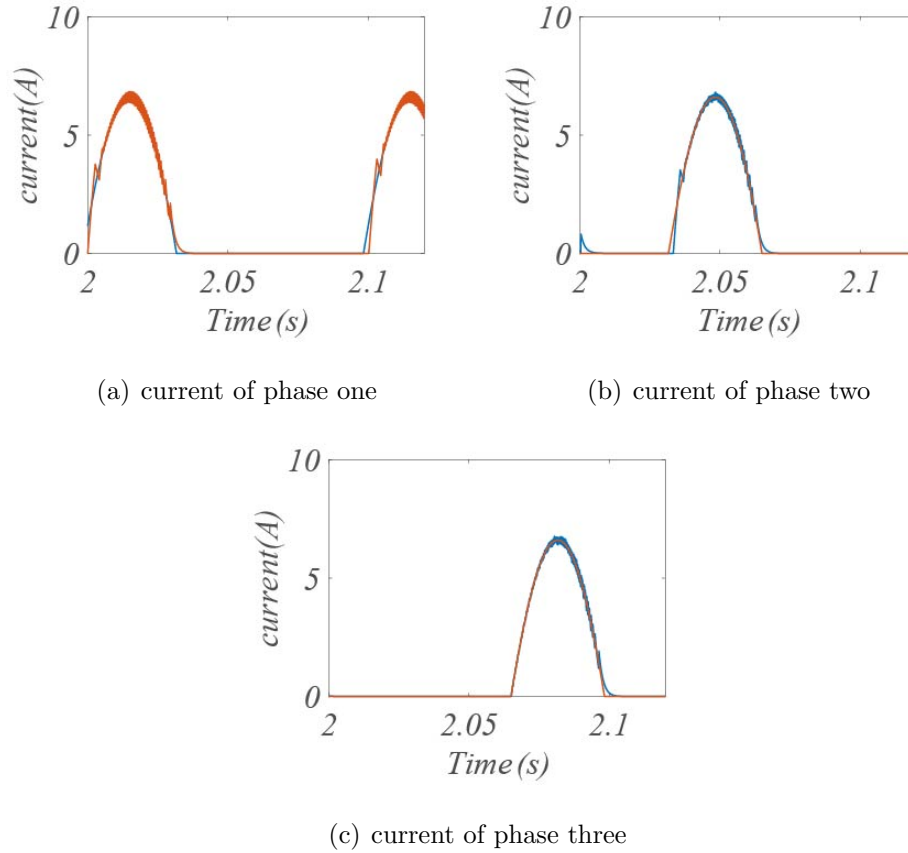 10
5
0
current(A)
2
2.05
2.1
Time(s)
(a) current of phase one
10
5
0
current(A)
2
2.05
2.1
Time(s)
(b) current of phase two
10
5
0
current(A)
2
2.05
2.1
Time(s)
(c) current of phase three